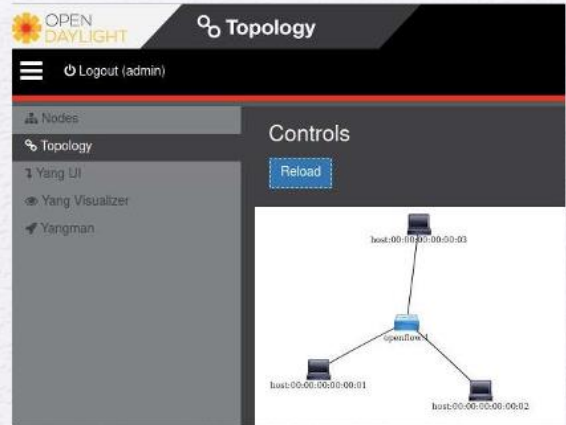 OPEN
DAYLIGHT
Topology
Logout (admin)
Nodes
Topology
Yang UI
Yang Visualizer
Yangman
Controls
Reload
host:00:00:00:00:00:03
openflow:1
host:00:00:00:00:00:01
host:00:00:00:00:00:02